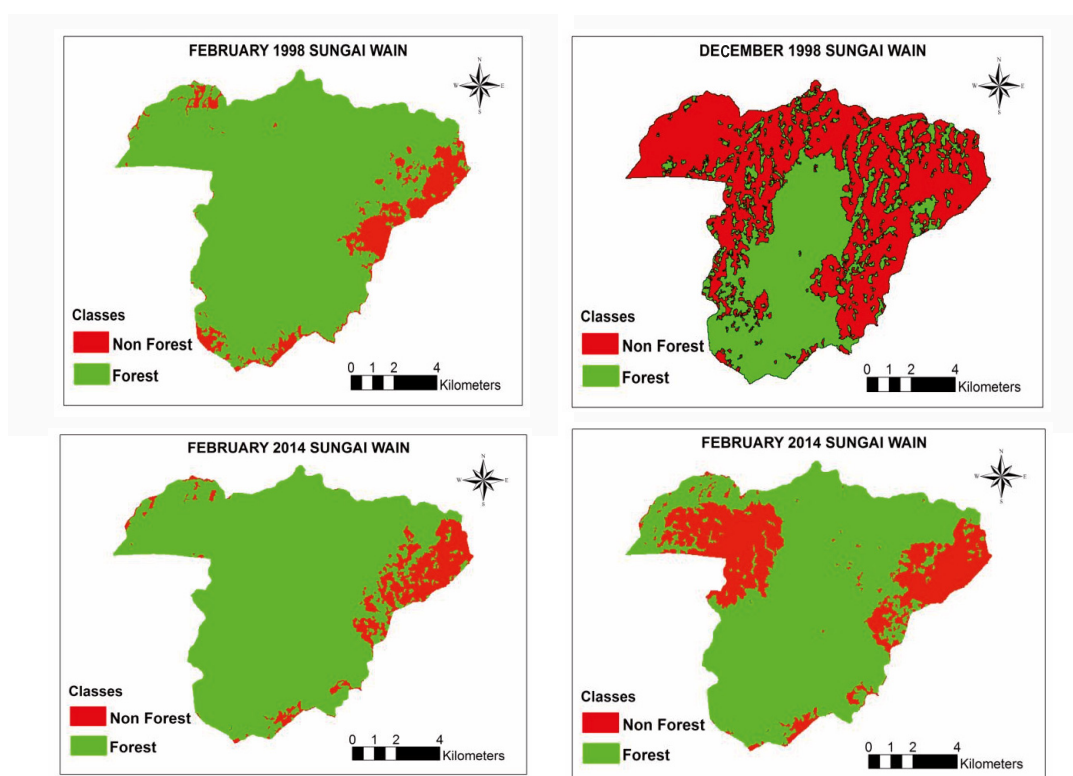 FEBRUARY 1998 SUNGAI WAIN
N
W E
S
Classes
Non Forest
Forest
0 1 2 4
Kilometers
DECEMBER 1998 SUNGAI WAIN
N
W E
S
Classes
Non Forest
Forest
0 1 2 4
Kilometers
FEBRUARY 2014 SUNGAI WAIN
N
W E
S
Classes
Non Forest
Forest
0 1 2 4
Kilometers
FEBRUARY 2014 SUNGAI WAIN
N
W E
S
Classes
Non Forest
Forest
0 1 2 4
Kilometers